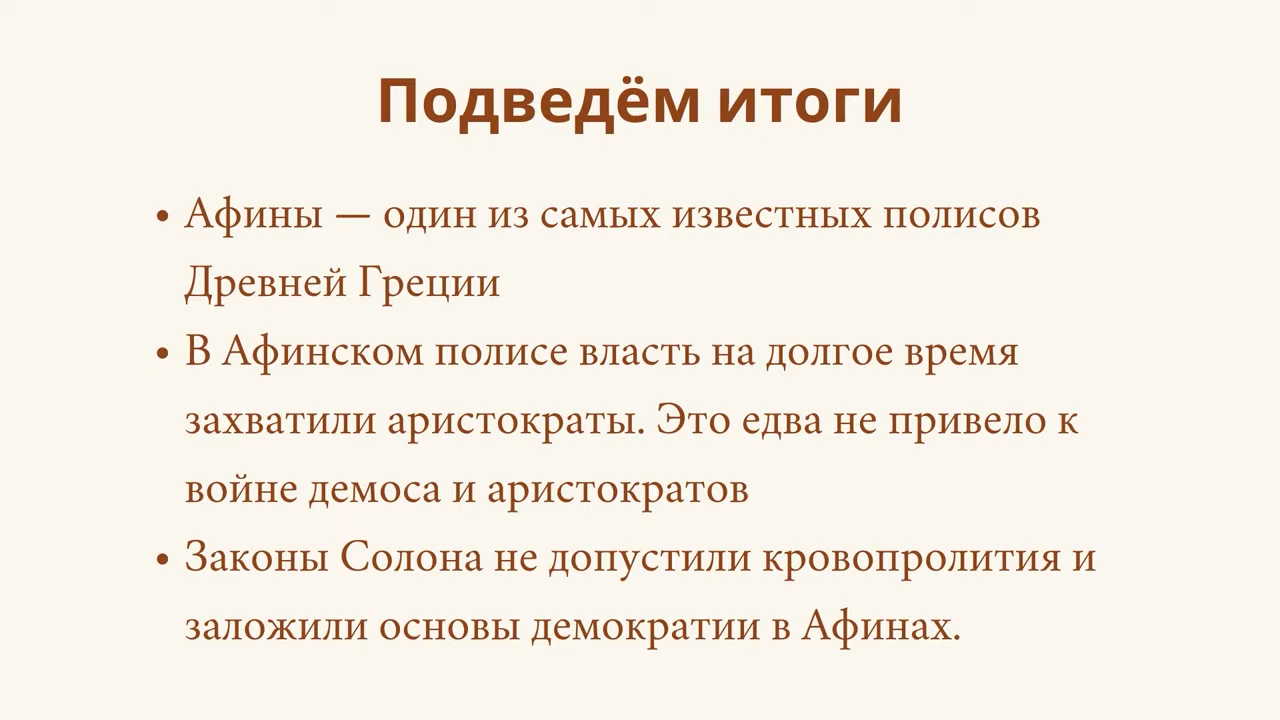 Подведём итоги
• Афины — один из самых известных полисов
Древней Греции
• В Афинском полисе власть на долгое время
захватили аристократы. Это едва не привело к
войне демоса и аристократов
• Законы Солона не допустили кровопролития и
заложили основы демократии в Афинах.